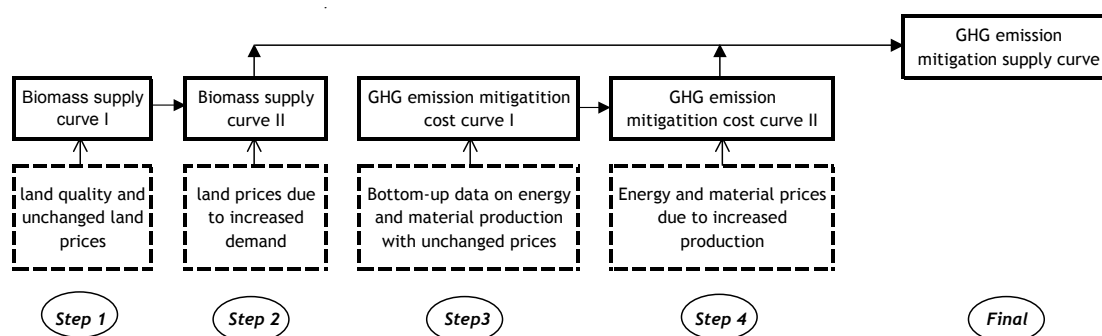 GHG emission
mitigation supply curve
Biomass supply
curve I
Biomass supply
curve II
GHG emission mitigatition
cost curve I
GHG emission
mitigatition cost curve II
land quality and
unchanged land
prices
land prices due
to increased
demand
Bottom-up data on energy
and material production
with unchanged prices
Energy and material prices
due to increased
production
Step 1
Step 2
Step3
Step 4
Final